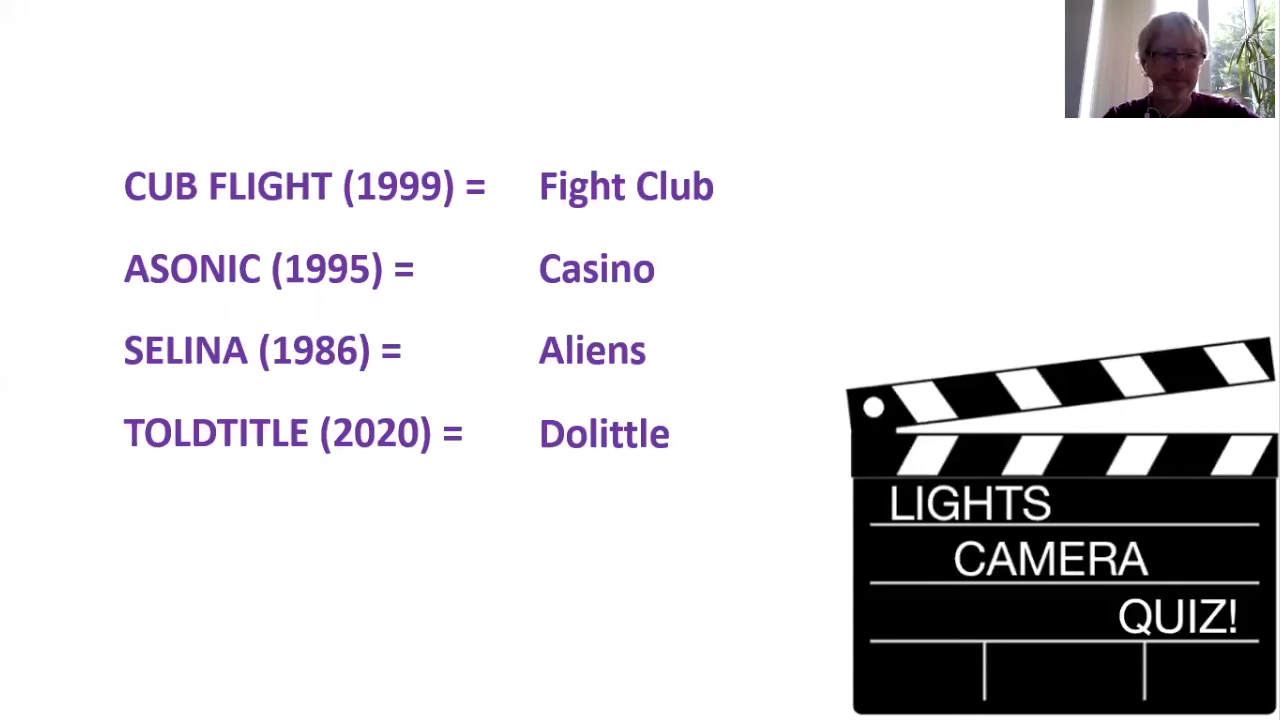 CUB FLIGHT (1999) = Fight Club
ASONIC (1995) = Casino
SELINA (1986) = Aliens
TOLDTITLE (2020) = Dolittle
LIGHTS
CAMERA
QUIZ!